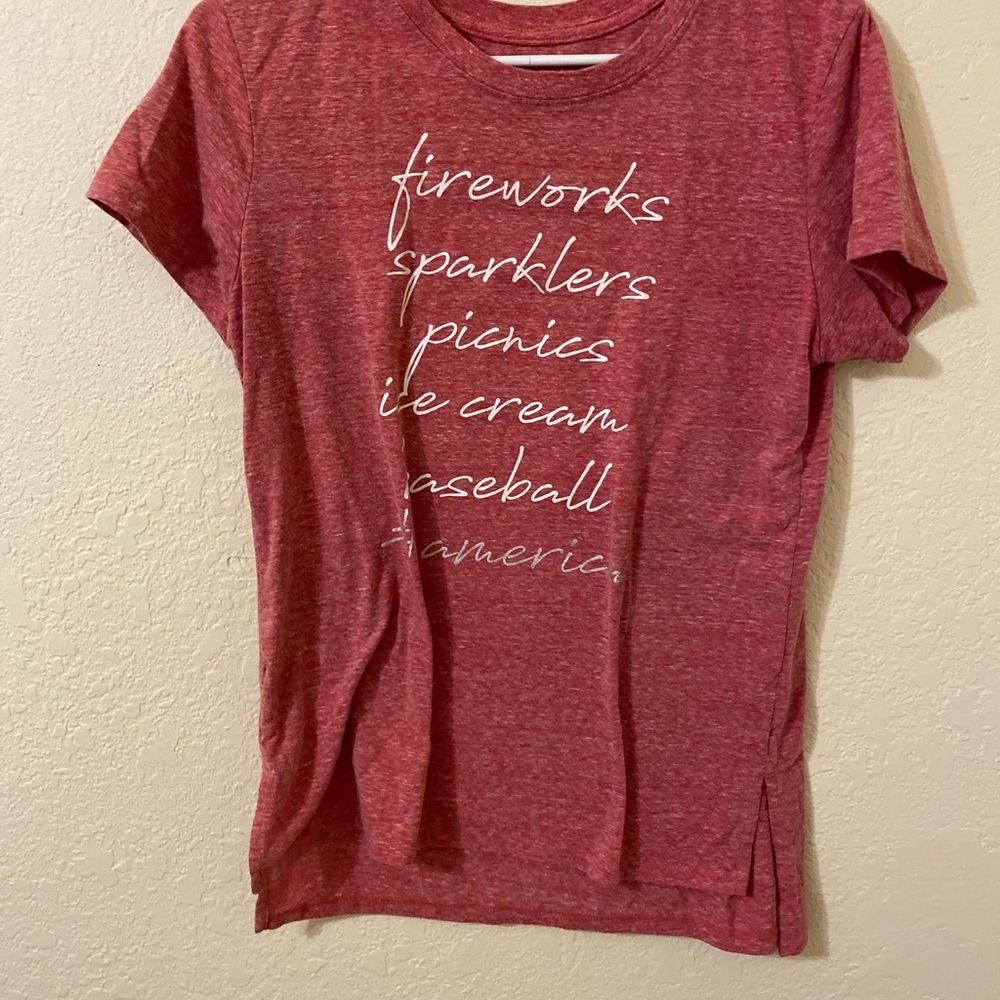 fireworks
sparklers
picnics
ice cream
baseball
#america